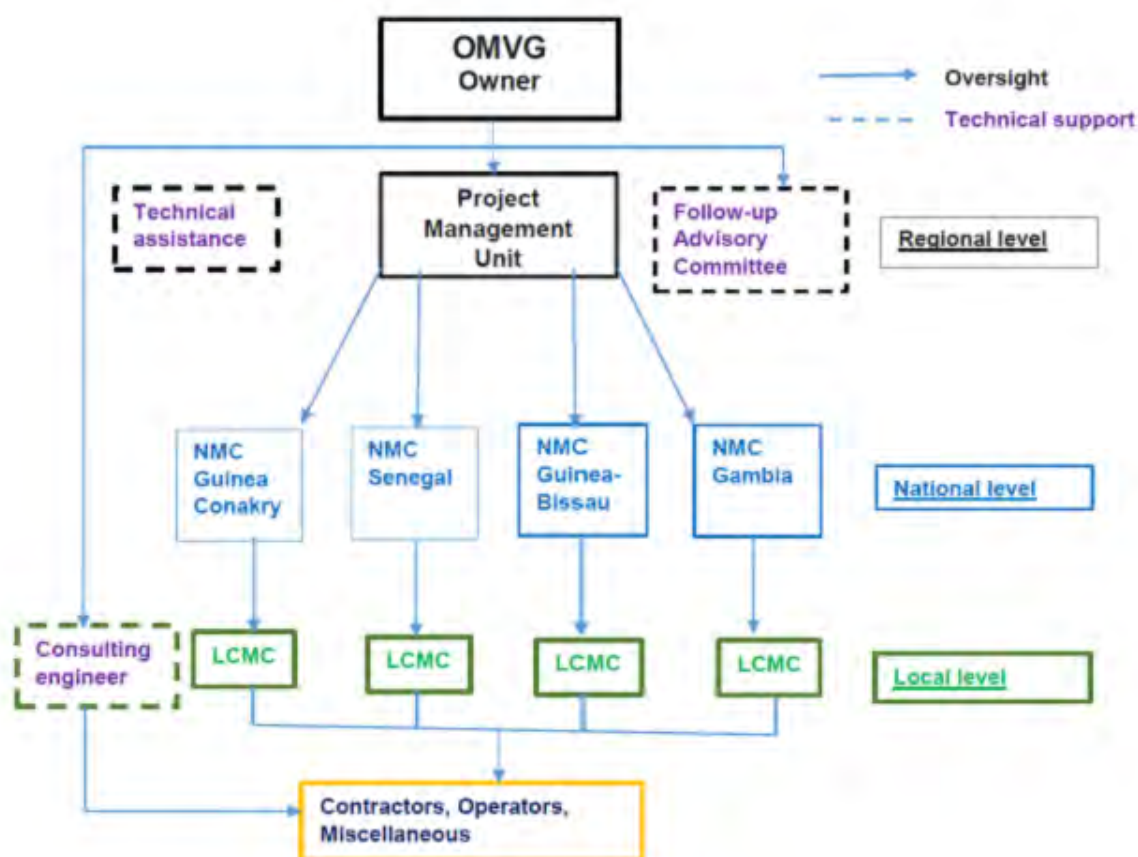 OMVG
Owner
Oversight
Technical support
Technical
assistance
Project
Management
Unit
Follow-up
Advisory
Committee
Regional level
NMC
Guinea
Conakry
NMC
Senegal
NMC
Guinea-
Bissau
NMC
Gambia
National level
Consulting
engineer
LCMC
LCMC
LCMC
LCMC
Local level
Contractors, Operators,
Miscellaneous